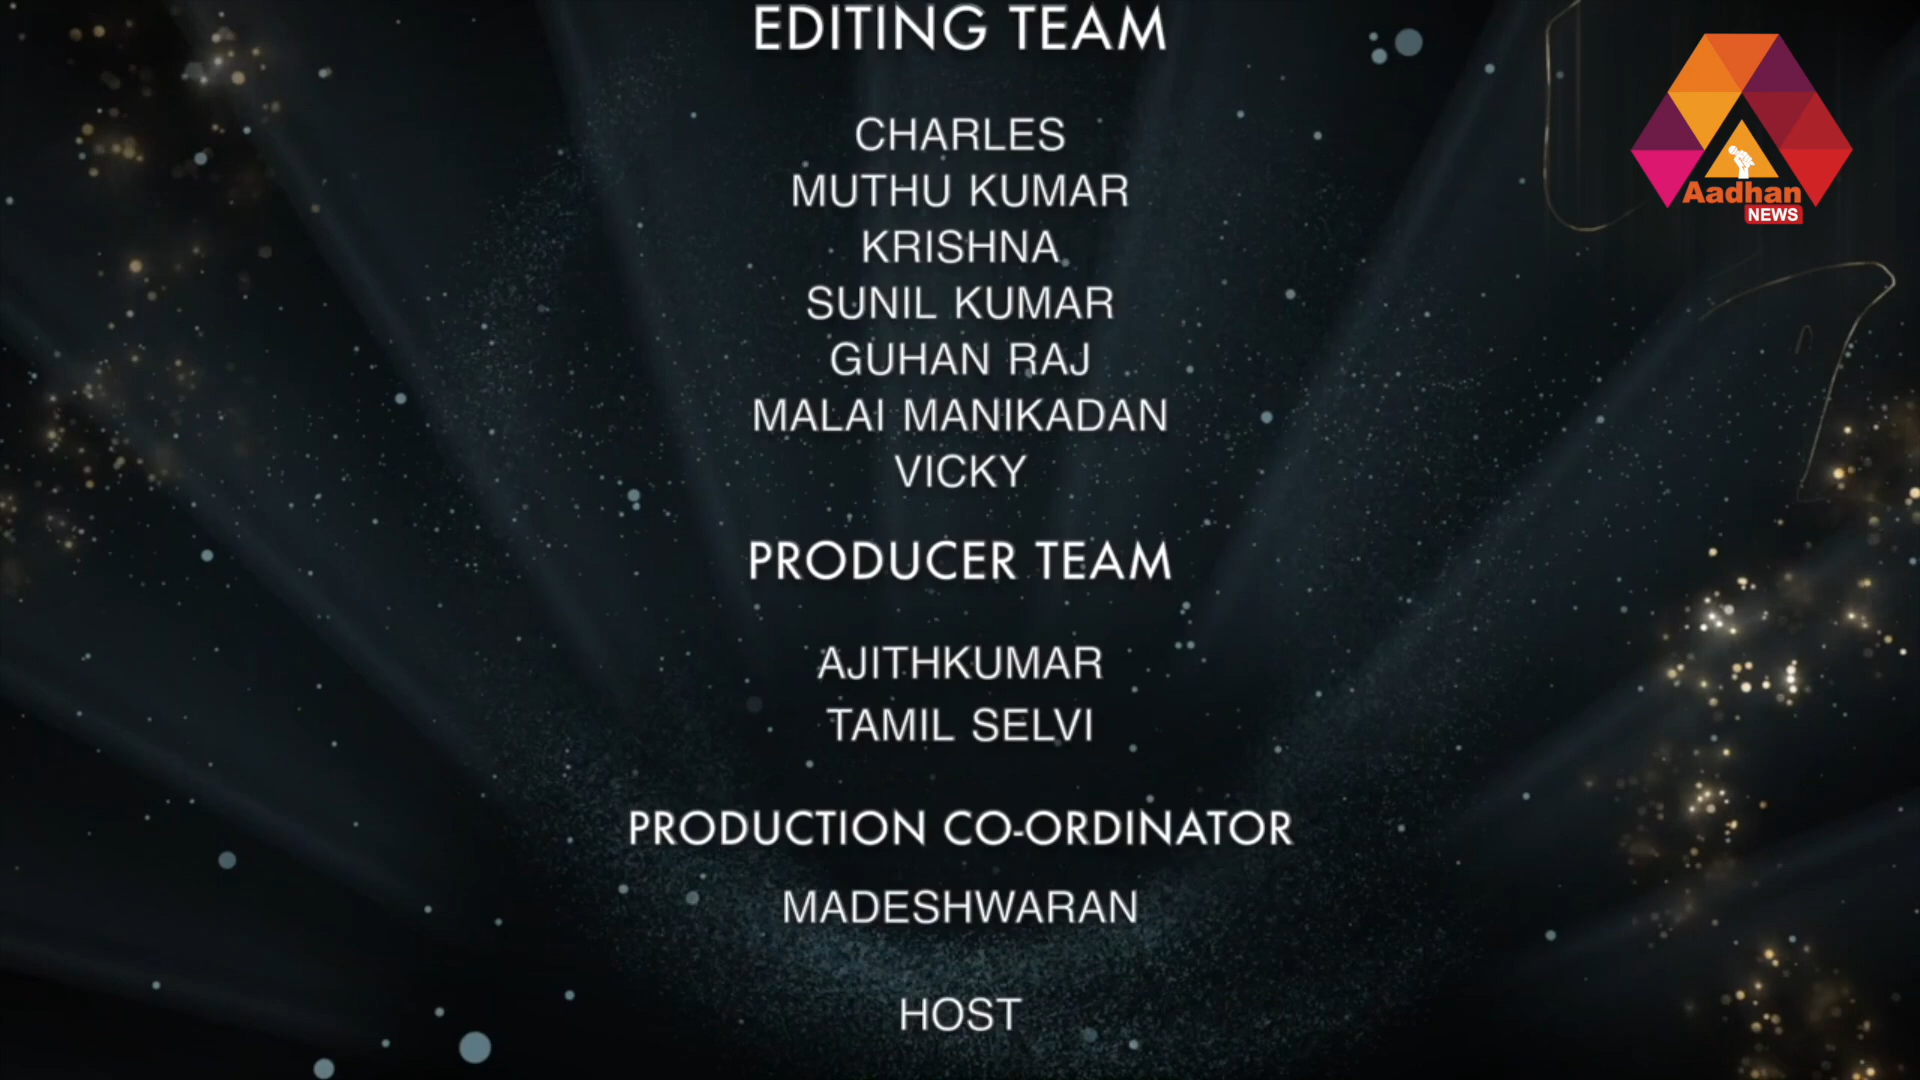 EDITING TEAM
Aadhan
NEWS
CHARLES
MUTHU KUMAR
KRISHNA
SUNIL KUMAR
GUHAN RAJ
MALAI MANIKADAN
VICKY
PRODUCER TEAM
AJITHKUMAR
TAMIL SELVI
PRODUCTION CO-ORDINATOR
MADESHWARAN
HOST